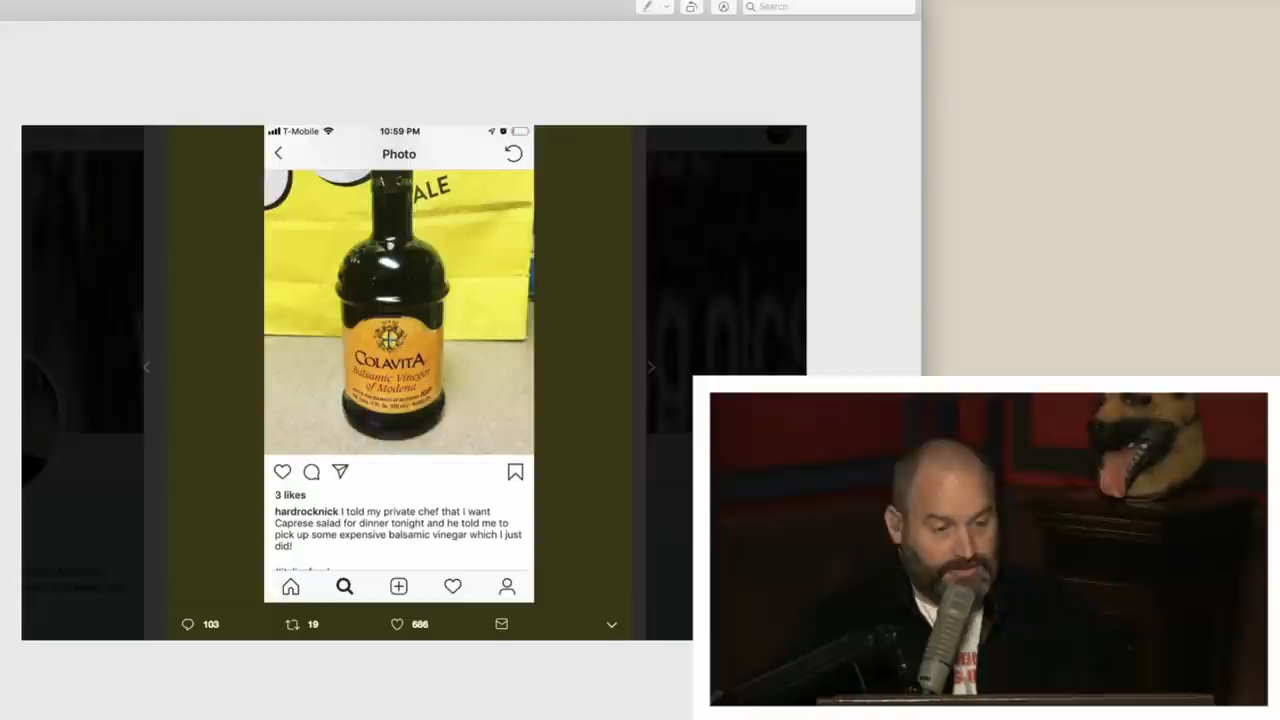 Search
T-Mobile
10:59 PM
Photo
ALE
COLAVITA
Balsamic Vinegar
of Modena
3 likes
hardrocknick I told my private chef that I want
Caprese salad for dinner tonight and he told me to
pick up some expensive balsamic vinegar which I just
did!
103
19
686